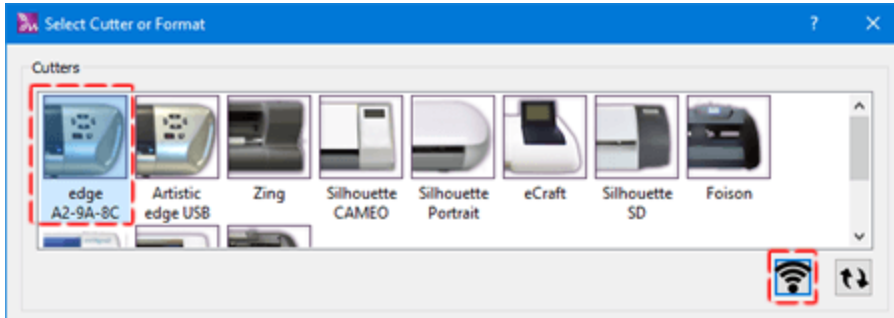 Select Cutter or Format
?
Cutters
edge
A2-9A-8C
Artistic
edge USB
Zing
Silhouette
CAMEO
Silhouette
Portrait
eCraft
Silhouette
SD
Foison